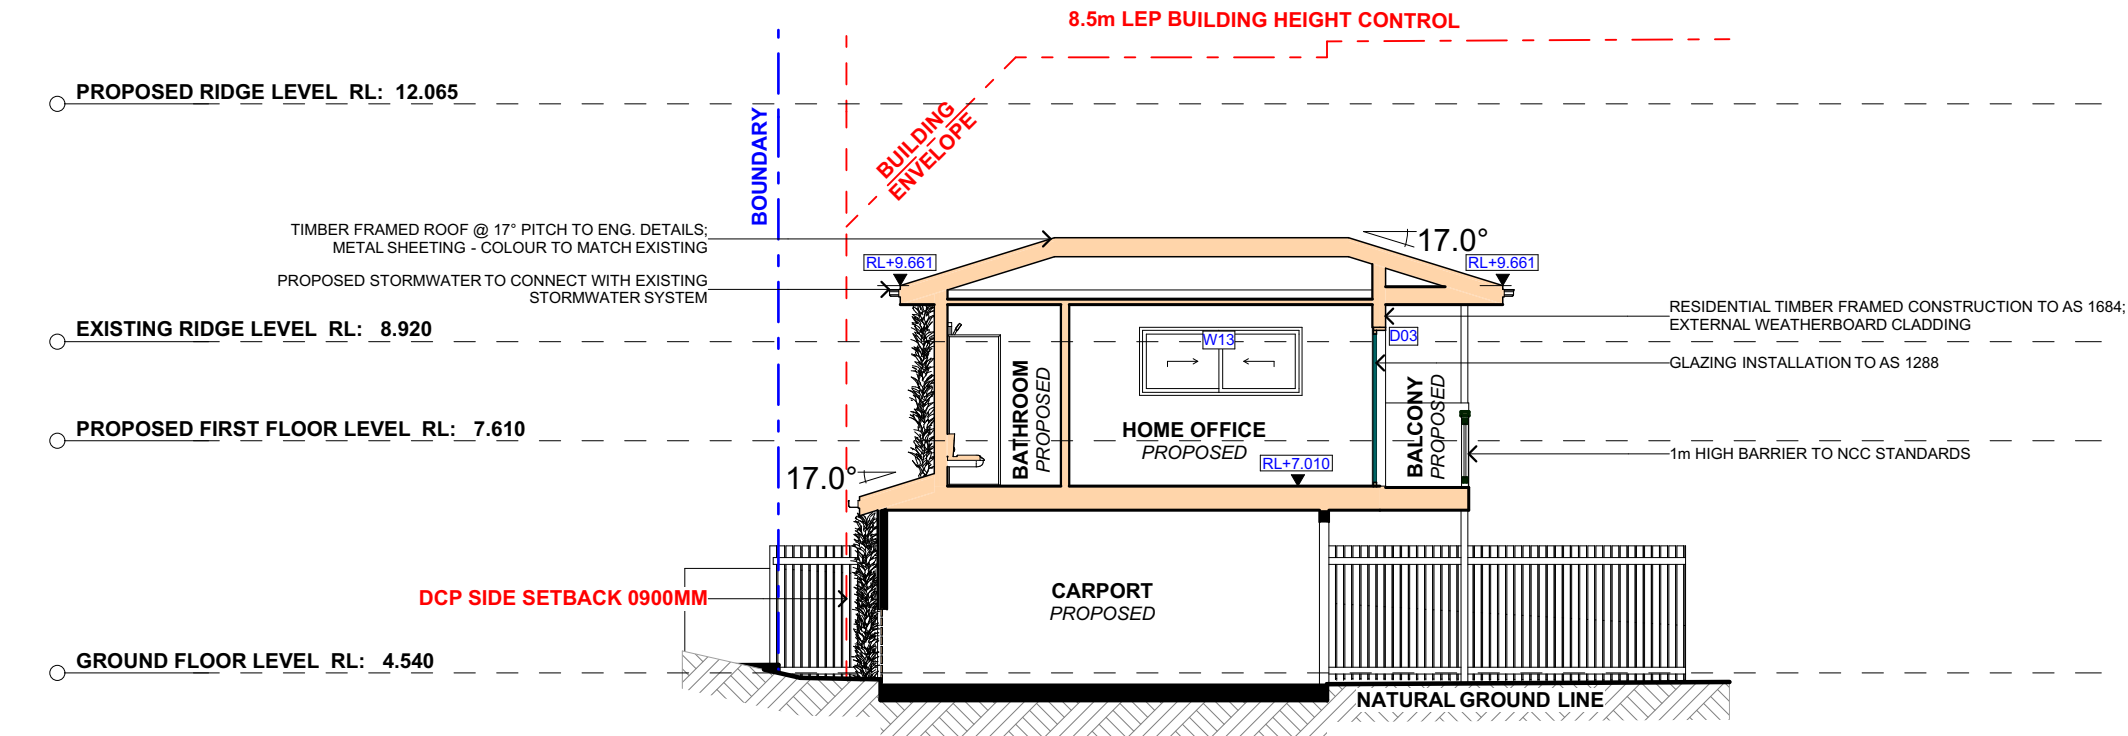 8.5m LEP BUILDING HEIGHT CONTROL
PROPOSED RIDGE LEVEL RL: 12.065
BOUNDARY
BUILDING
ENVELOPE
TIMBER FRAMED ROOF @ 17° PITCH TO ENG. DETAILS;
METAL SHEETING - COLOUR TO MATCH EXISTING
17.0°
RL+9.661
RL+9.661
PROPOSED STORMWATER TO CONNECT WITH EXISTING
STORMWATER SYSTEM
RESIDENTIAL TIMBER FRAMED CONSTRUCTION TO AS 1684;
EXTERNAL WEATHERBOARD CLADDING
EXISTING RIDGE LEVEL RL: 8.920
W13
D03
GLAZING INSTALLATION TO AS 1288
BATHROOM
PROPOSED
HOME OFFICE
PROPOSED
BALCONY
PROPOSED
PROPOSED FIRST FLOOR LEVEL RL: 7.610
1m HIGH BARRIER TO NCC STANDARDS
RL+7.010
17.0°
DCP SIDE SETBACK 0900MM
CARPORT
PROPOSED
GROUND FLOOR LEVEL RL: 4.540
NATURAL GROUND LINE